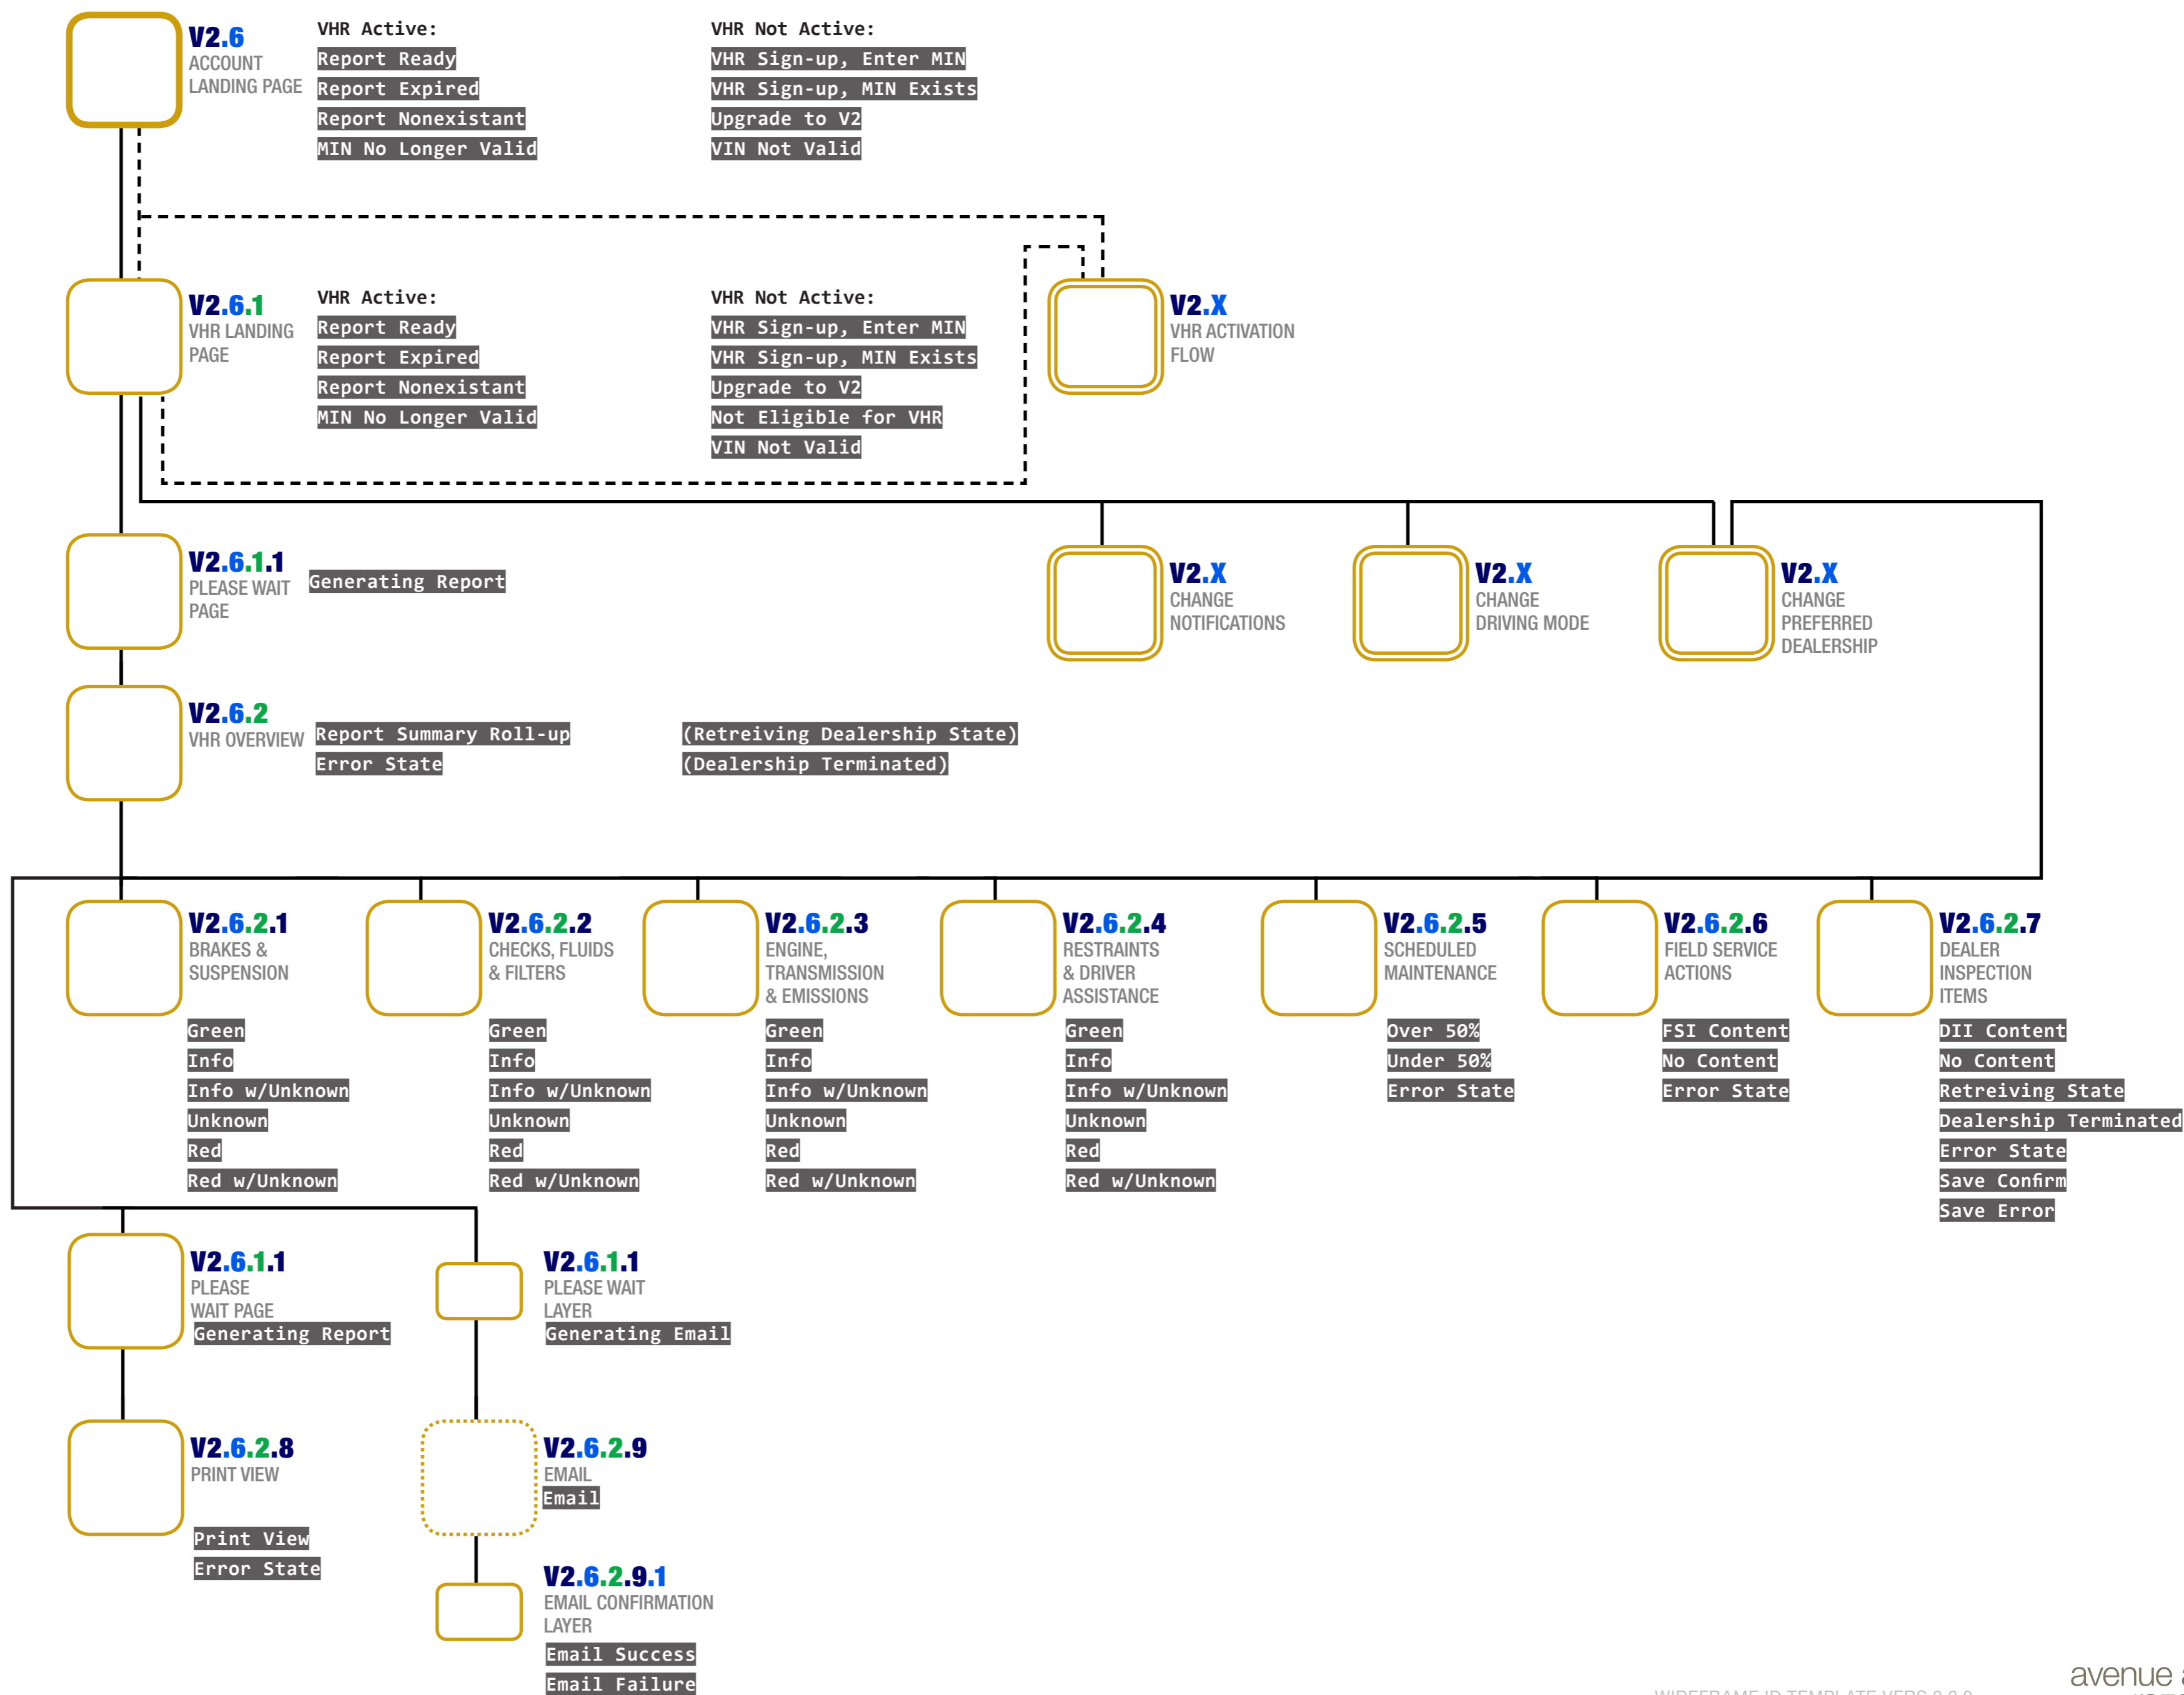 V2.6
ACCOUNT
LANDING PAGE
VHR Active:
Report Ready
Report Expired
Report Nonexistant
MIN No Longer Valid
VHR Not Active:
VHR Sign-up, Enter MIN
VHR Sign-up, MIN Exists
Upgrade to V2
VIN Not Valid
V2.6.1
VHR LANDING
PAGE
VHR Active:
Report Ready
Report Expired
Report Nonexistant
MIN No Longer Valid
VHR Not Active:
VHR Sign-up, Enter MIN
VHR Sign-up, MIN Exists
Upgrade to V2
Not Eligible for VHR
VIN Not Valid
V2.X
VHR ACTIVATION
FLOW
V2.6.1.1
PLEASE WAIT
PAGE
Generating Report
V2.X
CHANGE
NOTIFICATIONS
V2.X
CHANGE
DRIVING MODE
V2.X
CHANGE
PREFERRED
DEALERSHIP
V2.6.2
VHR OVERVIEW
Report Summary Roll-up
Error State
(Retreiving Dealership State)
(Dealership Terminated)
V2.6.2.1
BRAKES &
SUSPENSION
Green
Info
Info w/Unknown
Unknown
Red
Red w/Unknown
V2.6.2.2
CHECKS, FLUIDS
& FILTERS
Green
Info
Info w/Unknown
Unknown
Red
Red w/Unknown
V2.6.2.3
ENGINE,
TRANSMISSION
& EMISSIONS
Green
Info
Info w/Unknown
Unknown
Red
Red w/Unknown
V2.6.2.4
RESTRAINTS
& DRIVER
ASSISTANCE
Green
Info
Info w/Unknown
Unknown
Red
Red w/Unknown
V2.6.2.5
SCHEDULED
MAINTENANCE
Over 50%
Under 50%
Error State
V2.6.2.6
FIELD SERVICE
ACTIONS
FSI Content
No Content
Error State
V2.6.2.7
DEALER
INSPECTION
ITEMS
DII Content
No Content
Retreiving State
Dealership Terminated
Error State
Save Confirm
Save Error
V2.6.1.1
PLEASE
WAIT PAGE
Generating Report
V2.6.1.1
PLEASE WAIT
LAYER
Generating Email
V2.6.2.8
PRINT VIEW
Print View
Error State
V2.6.2.9
EMAIL
Email
V2.6.2.9.1
EMAIL CONFIRMATION
LAYER
Email Success
Email Failure
avenue a